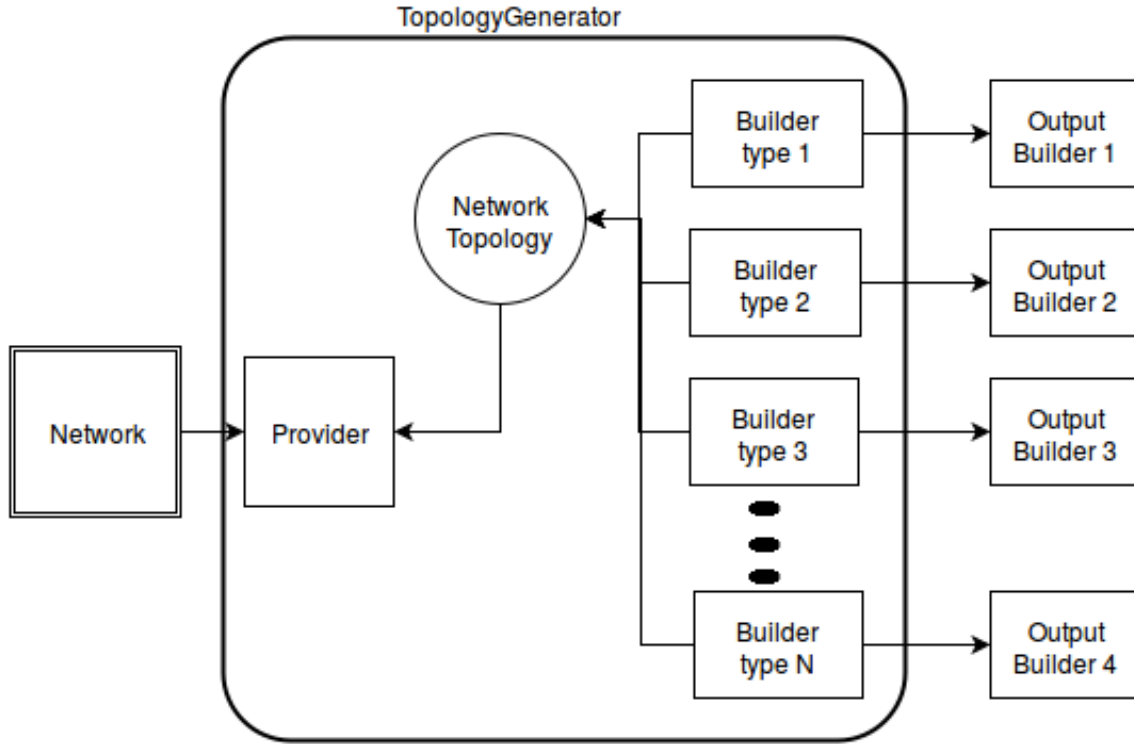 TopologyGenerator
Builder
type 1
Output
Builder 1
Network
Topology
Builder
type 2
Output
Builder 2
Network
Provider
Builder
type 3
Output
Builder 3
Builder
type N
Output
Builder 4